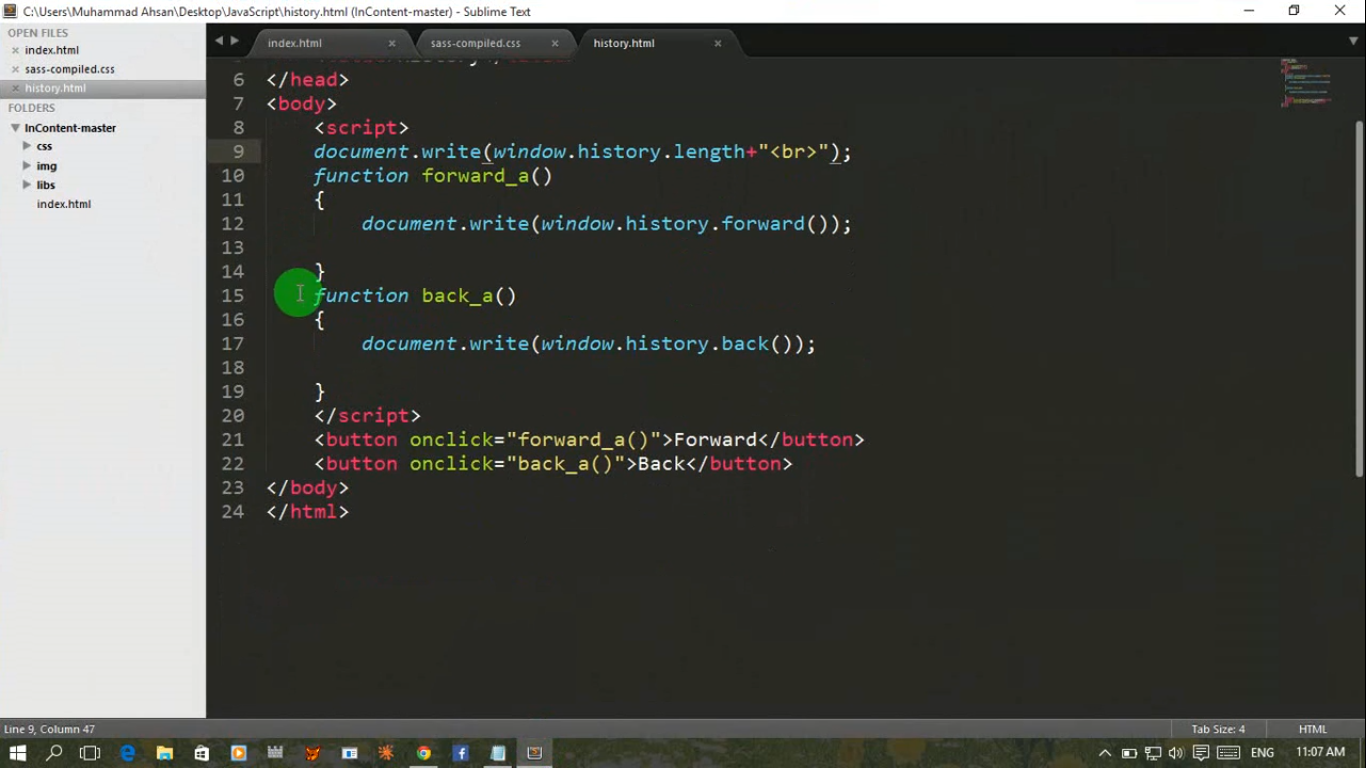 C:\Users\Muhammad Ahsan\Desktop\JavaScript\history.html (InContent-master) - Sublime Text
OPEN FILES
index.html
sass-compiled.css
history.html
FOLDERS
InContent-master
css
img
libs
index.html
index.html
sass-compiled.css
history.html
6 </head>
7 <body>
8 <script>
9 document.write(window.history.length+"<br>");
10 function forward_a()
11 {
12 document.write(window.history.forward());
13
14 }
15 function back_a()
16 {
17 document.write(window.history.back());
18
19 }
20 </script>
21 <button onclick="forward_a()">Forward</button>
22 <button onclick="back_a()">Back</button>
23 </body>
24 </html>
Line 9, Column 47
Tab Size: 4
HTML
ENG
11:07 AM